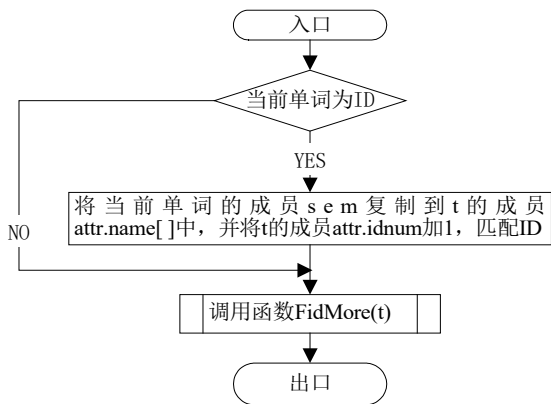 入口
当前单词为ID
YES
将当前单词的成员sem复制到t的成员
attr.name[ ]中，并将t的成员attr.idnum加1，匹配ID
NO
调用函数FidMore(t)
出口